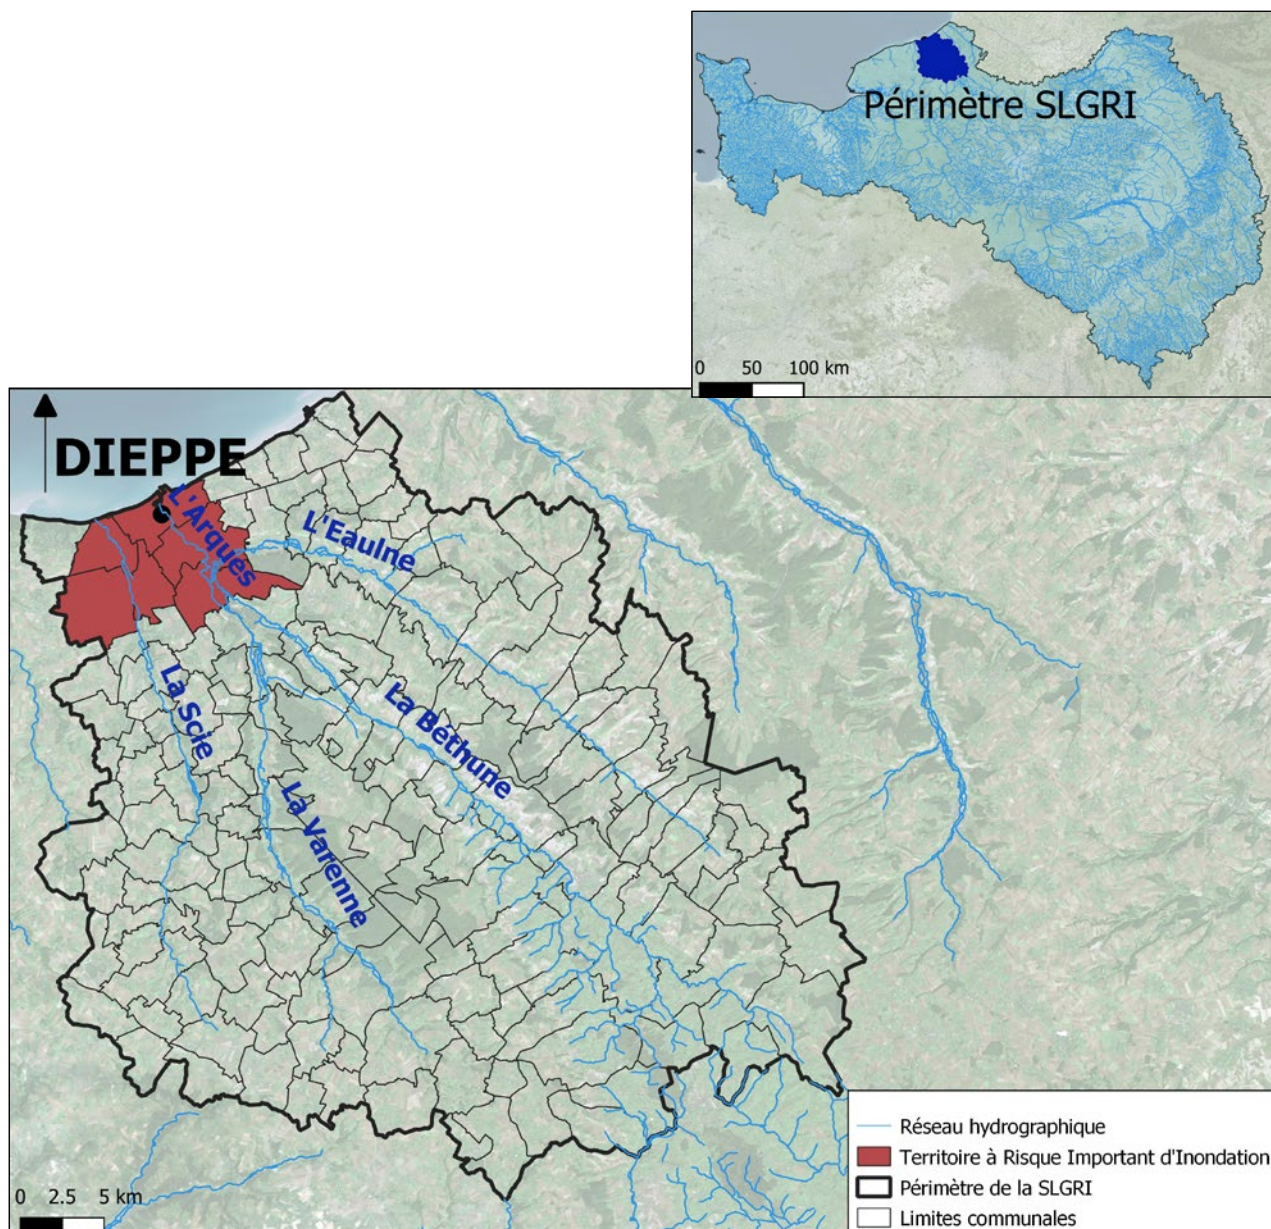 Périmètre SLGRI
0 50 100 km
DIEPPE
L'Arques
L'Eaulne
La Scie
La Béthune
La Varenne
0 2.5 5 km
Réseau hydrographique
Territoire à Risque Important d'Inondation
Périmètre de la SLGRI
Limites communales